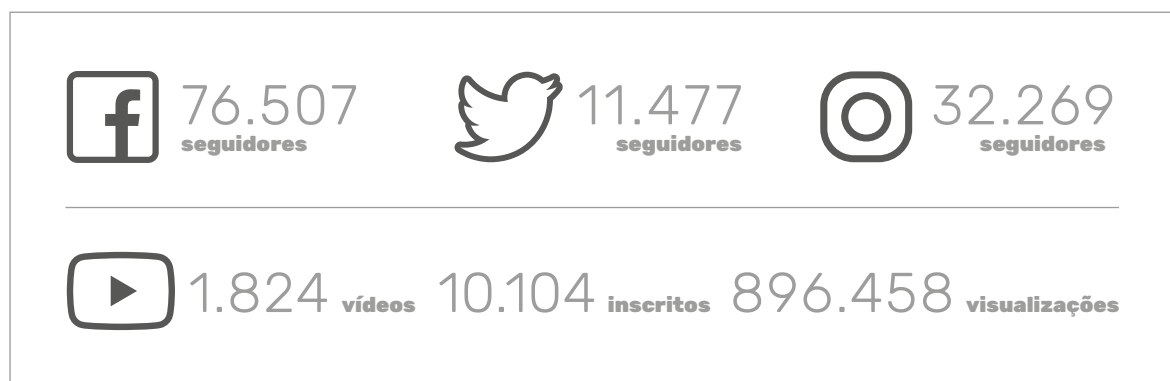 76.507 11.477 32.269
seguidores seguidores seguidores
1.824 vídeos 10.104 inscritos 896.458 visualizações